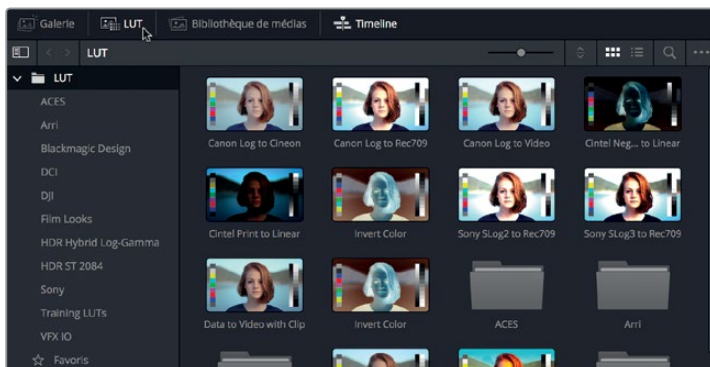 Galerie LUT Bibliothèque de médias Timeline
LUT
LUT
ACES
Arri
Blackmagic Design
DCI
DJI
Film Looks
HDR Hybrid Log-Gamma
HDR ST 2084
Sony
Training LUTs
VFX IO
Favoris
Canon Log to Cineon Canon Log to Rec709 Canon Log to Video Cintel Neg... to Linear
Cintel Print to Linear Invert Color Sony SLog2 to Rec709 Sony SLog3 to Rec709
Data to Video with Clip Invert Color ACES Arri